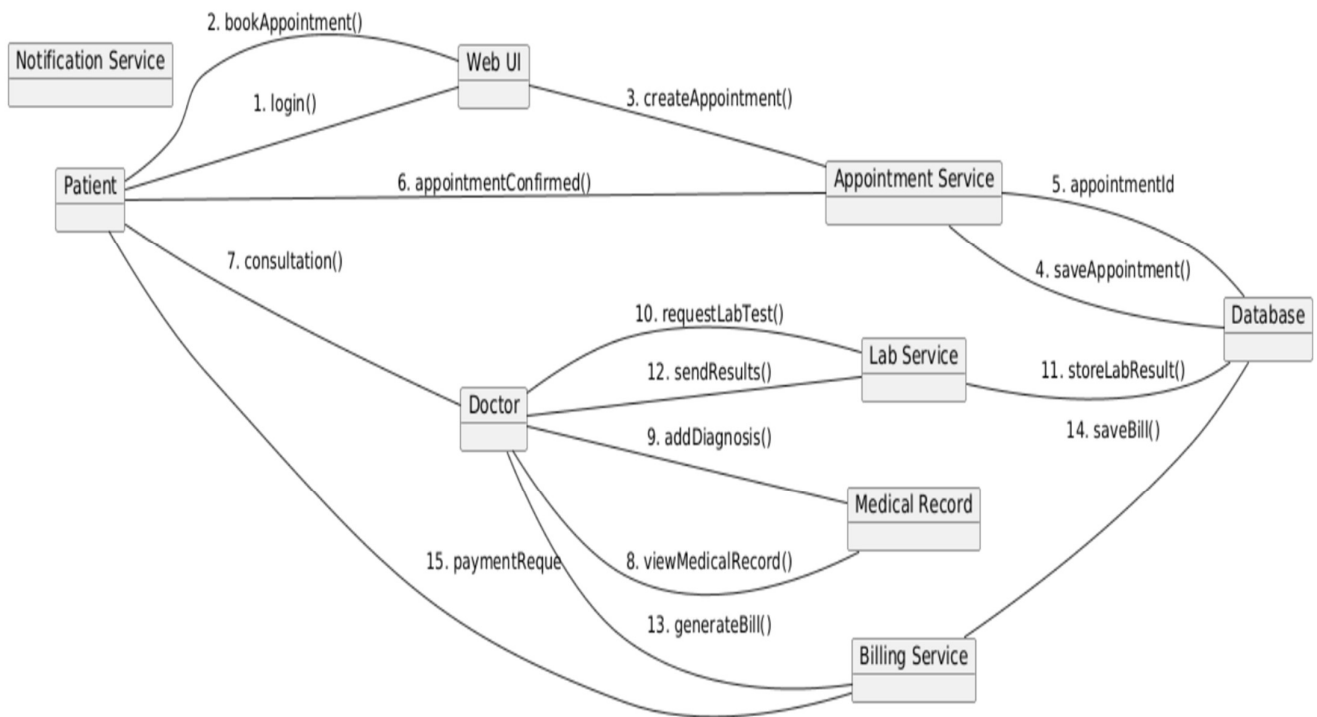 2. bookAppointment()
Notification Service
Web UI
1. login()
3. createAppointment()
Patient
6. appointmentConfirmed()
Appointment Service
5. appointmentId
7. consultation()
4. saveAppointment()
10. requestLabTest()
Database
Lab Service
12. sendResults()
11. storeLabResult()
Doctor
9. addDiagnosis()
14. saveBill()
Medical Record
15. paymentReque
8. viewMedicalRecord()
13. generateBill()
Billing Service